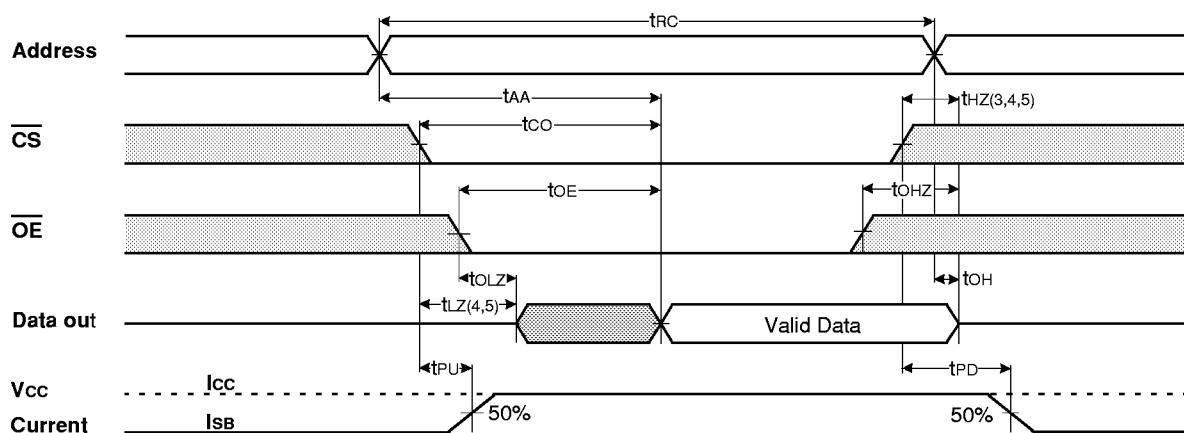 tRC
Address
tAA
tHZ(3,4,5)
CS
tCO
OE
tOE
tOHZ
tOLZ
tOH
tLZ(4,5)
Data out
Valid Data
tPU
tPD
VCC
ICC
50%
50%
Current
ISB